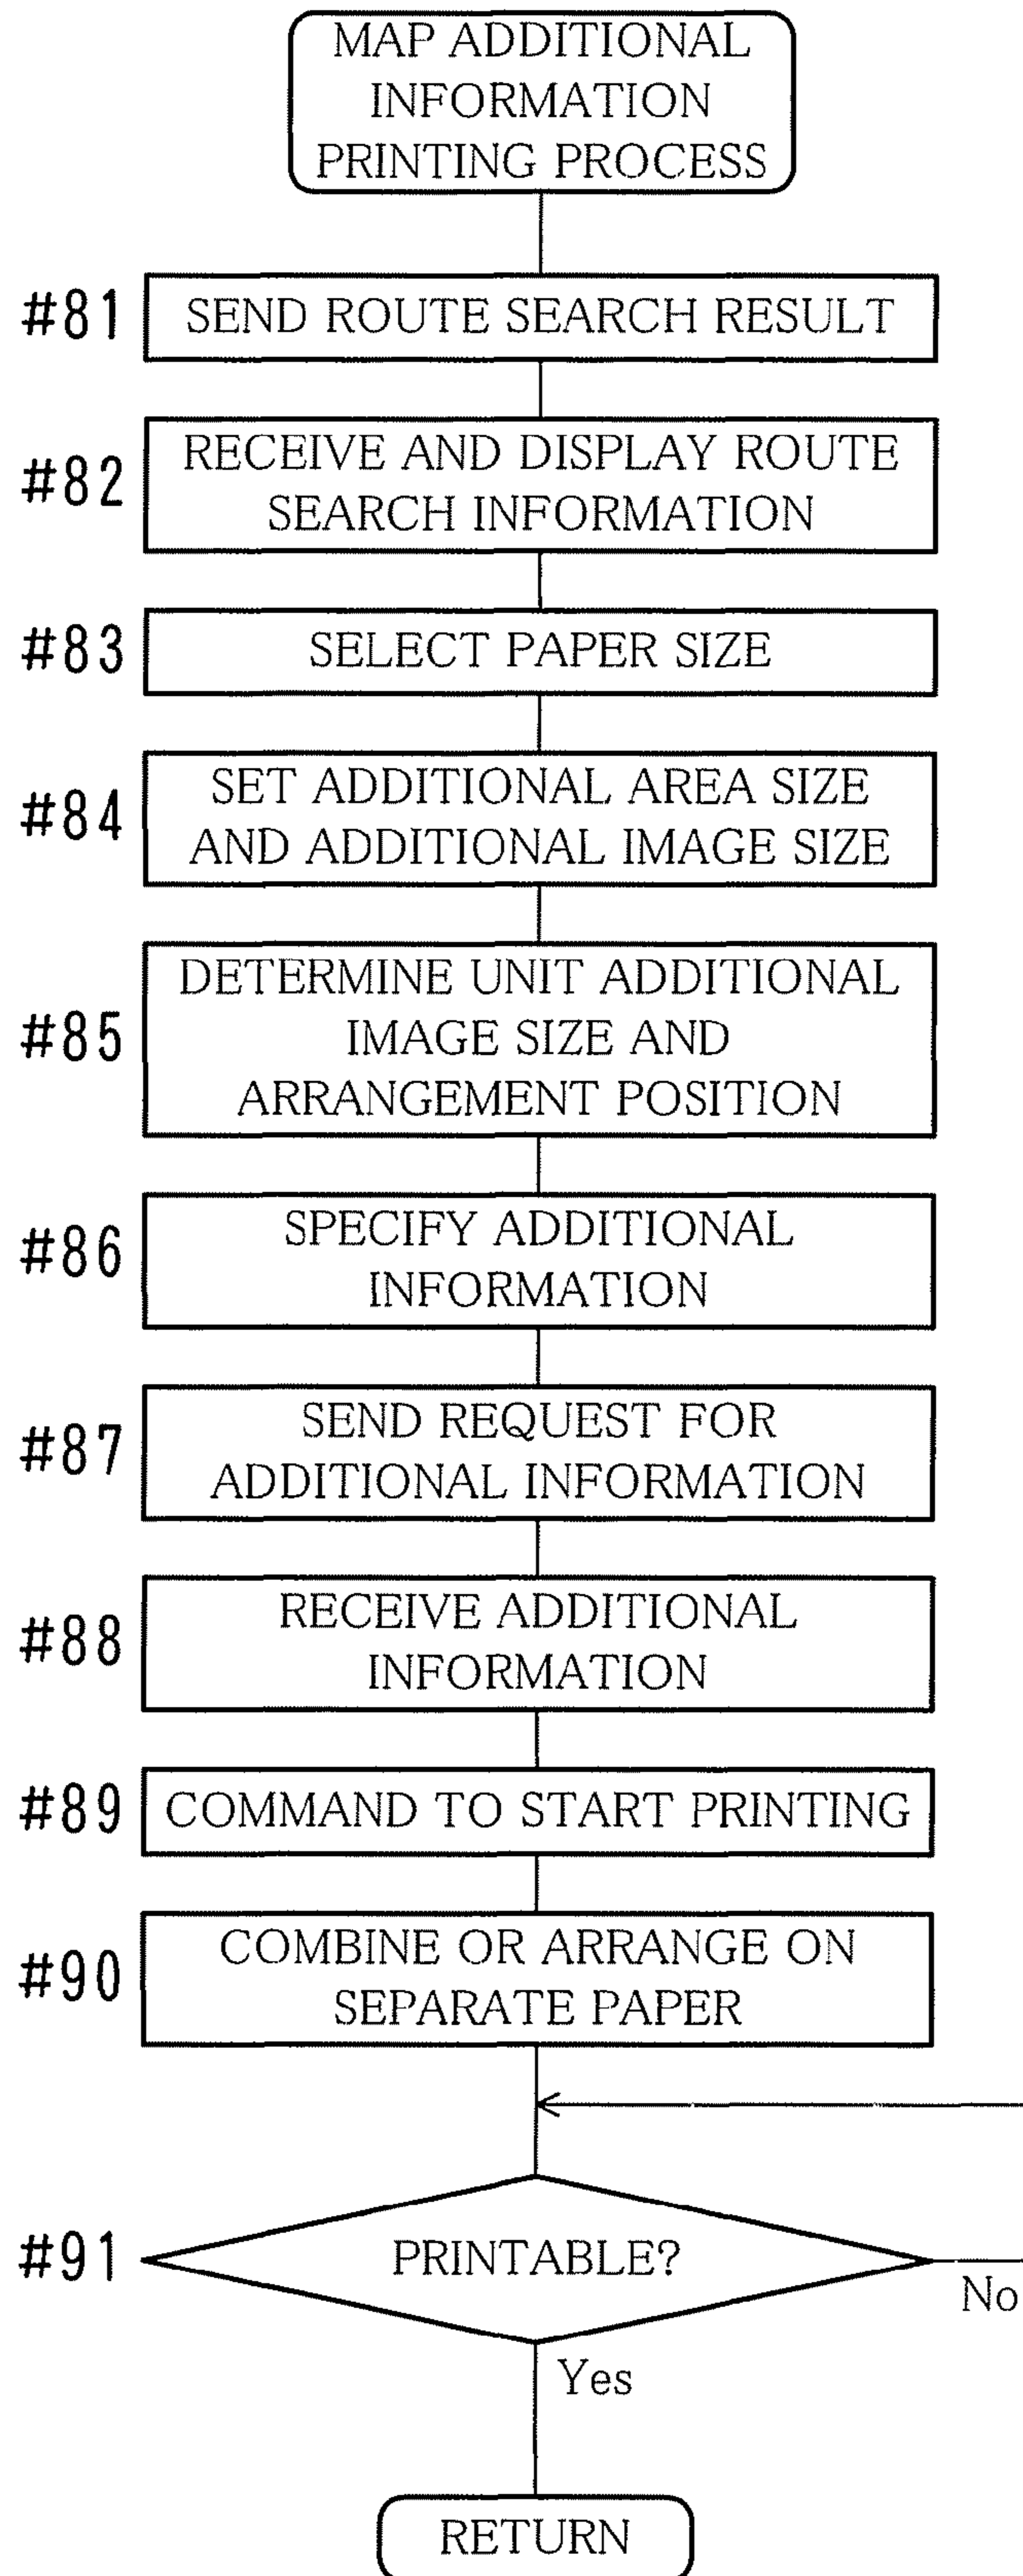 MAP ADDITIONAL
INFORMATION
PRINTING PROCESS
#81
SEND ROUTE SEARCH RESULT
#82
RECEIVE AND DISPLAY ROUTE
SEARCH INFORMATION
#83
SELECT PAPER SIZE
#84
SET ADDITIONAL AREA SIZE
AND ADDITIONAL IMAGE SIZE
#85
DETERMINE UNIT ADDITIONAL
IMAGE SIZE AND
ARRANGEMENT POSITION
#86
SPECIFY ADDITIONAL
INFORMATION
#87
SEND REQUEST FOR
ADDITIONAL INFORMATION
#88
RECEIVE ADDITIONAL
INFORMATION
#89
COMMAND TO START PRINTING
#90
COMBINE OR ARRANGE ON
SEPARATE PAPER
#91
PRINTABLE?
No
Yes
RETURN